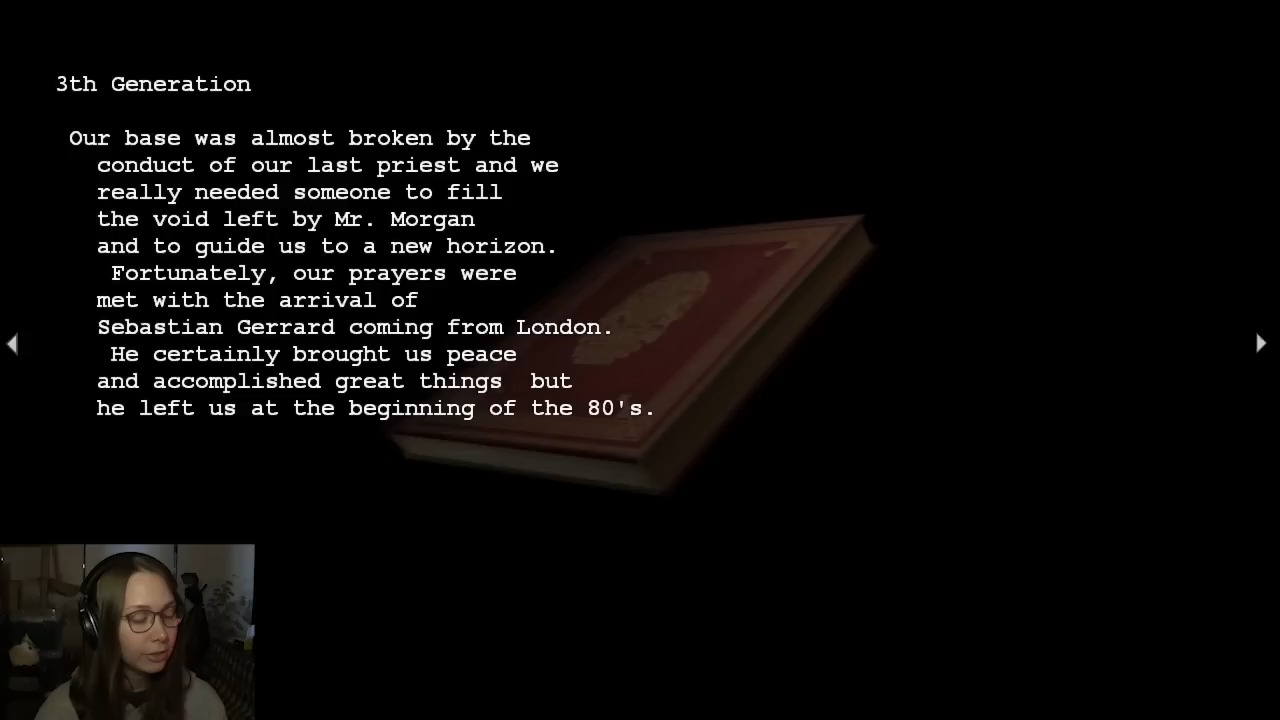 3th Generation
Our base was almost broken by the
conduct of our last priest and we
really needed someone to fill
the void left by Mr. Morgan
and to guide us to a new horizon.
Fortunately, our prayers were
met with the arrival of
Sebastian Gerrard coming from London.
He certainly brought us peace
and accomplished great things  but
he left us at the beginning of the 80's.